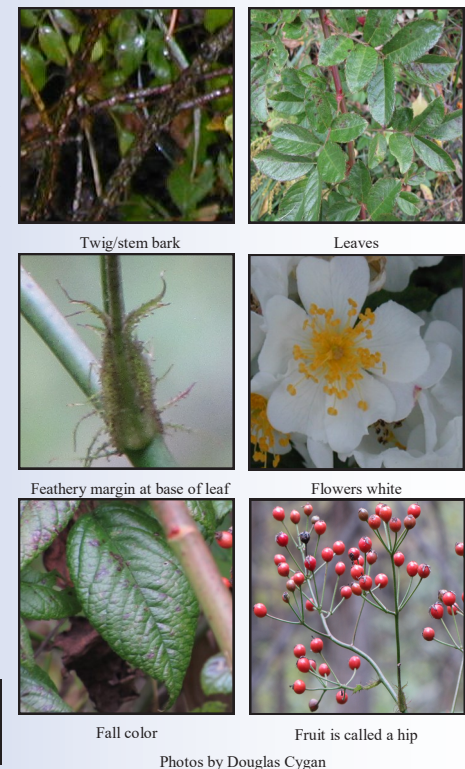 Twig/stem bark
Leaves
Feathery margin at base of leaf
Flowers white
Fall color
Fruit is called a hip
Photos by Douglas Cygan